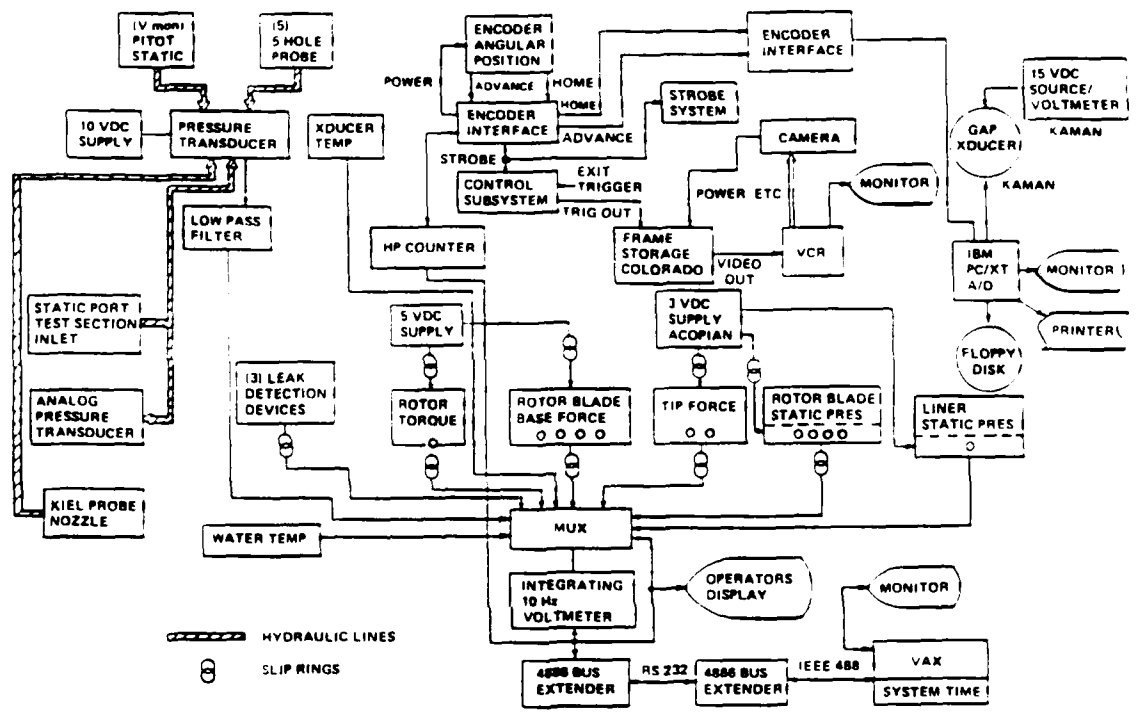 (V mon)
PITOT
STATIC
(5)
5 HOLE
PROBE
ENCODER
ANGULAR
POSITION
ENCODER
INTERFACE
15 VDC
SOURCE/
VOLTMETER
KAMAN
POWER
ADVANCE
HOME
HOME
STROBE
SYSTEM
10 VDC
SUPPLY
PRESSURE
TRANSDUCER
XDUCER
TEMP
ENCODER
INTERFACE
ADVANCE
CAMERA
GAP
XDUCER
STROBE
CONTROL
SUBSYSTEM
EXIT
TRIGGER
TRIG OUT
POWER ETC
MONITOR
KAMAN
LOW PASS
FILTER
HP COUNTER
FRAME
STORAGE
COLORADO
VIDEO
OUT
VCR
IBM
PC/XT
A/D
MONITOR
STATIC PORT
TEST SECTION
INLET
5 VDC
SUPPLY
3 VDC
SUPPLY
ACOPIAN
PRINTER
FLOPPY
DISK
(3) LEAK
DETECTION
DEVICES
ANALOG
PRESSURE
TRANSDUCER
ROTOR
TORQUE
ROTOR BLADE
BASE FORCE
TIP FORCE
ROTOR BLADE
STATIC PRES
LINER
STATIC PRES
KIEL PROBE
NOZZLE
WATER TEMP
MUX
INTEGRATING
10 Hz
VOLTMETER
OPERATORS
DISPLAY
MONITOR
HYDRAULIC LINES
SLIP RINGS
4886 BUS
EXTENDER
RS 232
4886 BUS
EXTENDER
IEEE 488
VAX
SYSTEM TIME